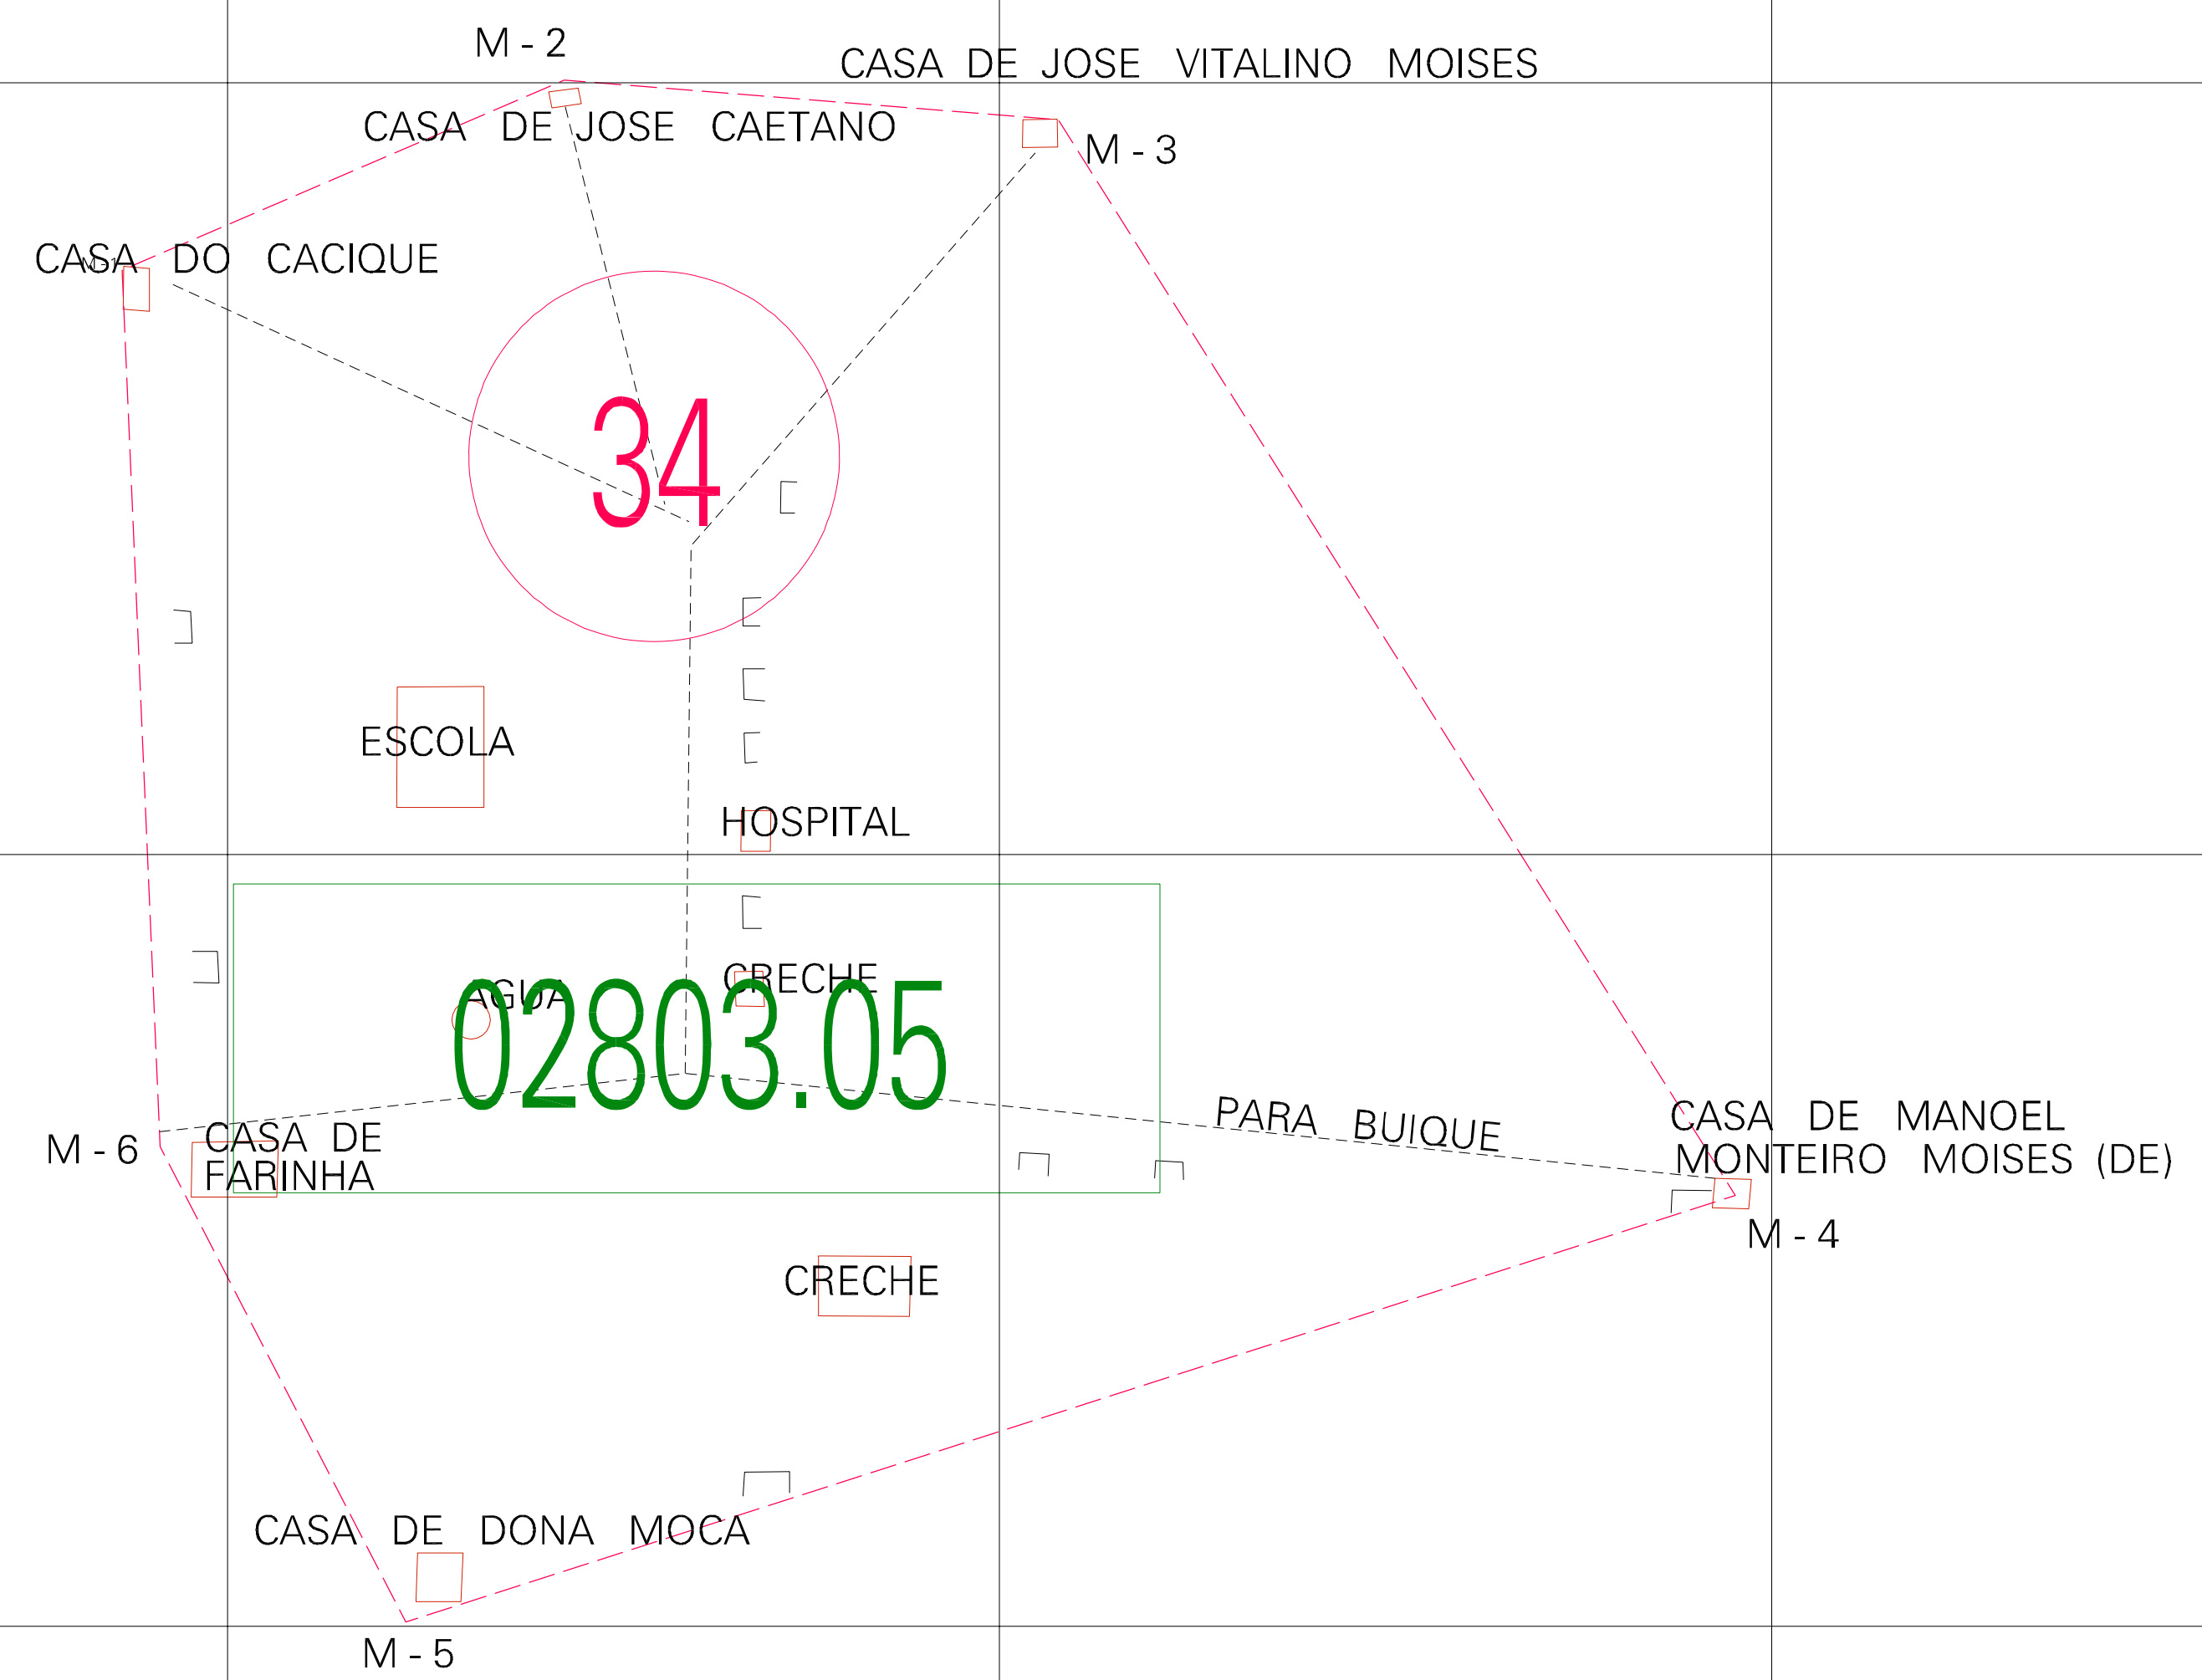 M - 2
CASA DE JOSE VITALINO MOISES
CASA DE JOSE CAETANO
M - 3
CASA DO CACIQUE
M - 1
34
ESCOLA
HOSPITAL
CRECHE
AGUA
02803.05
PARA BUIQUE
CASA DE MANOEL
MONTEIRO MOISES (DE)
M - 6
CASA DE
FARINHA
M - 4
CRECHE
CASA DE DONA MOCA
M - 5